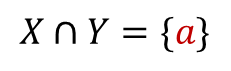 X ∩ Y = {a}